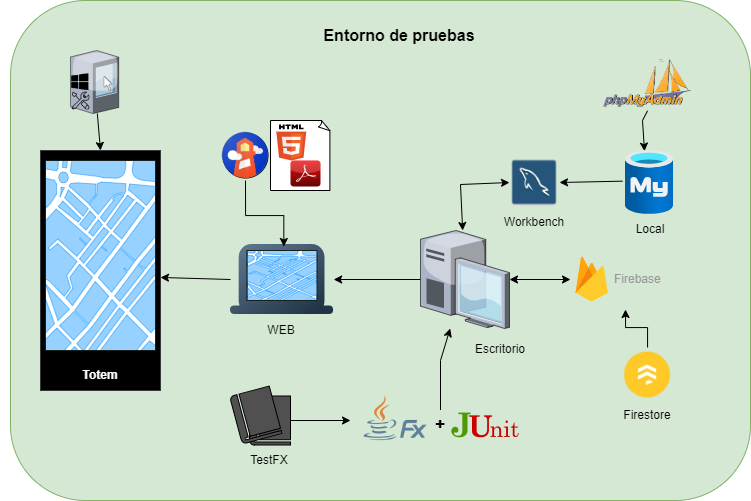 Entorno de pruebas
phpMyAdmin
HTML
5
My
Workbench
Local
Firebase
WEB
Escritorio
Totem
Firestore
Fx + JUnit
TestFX